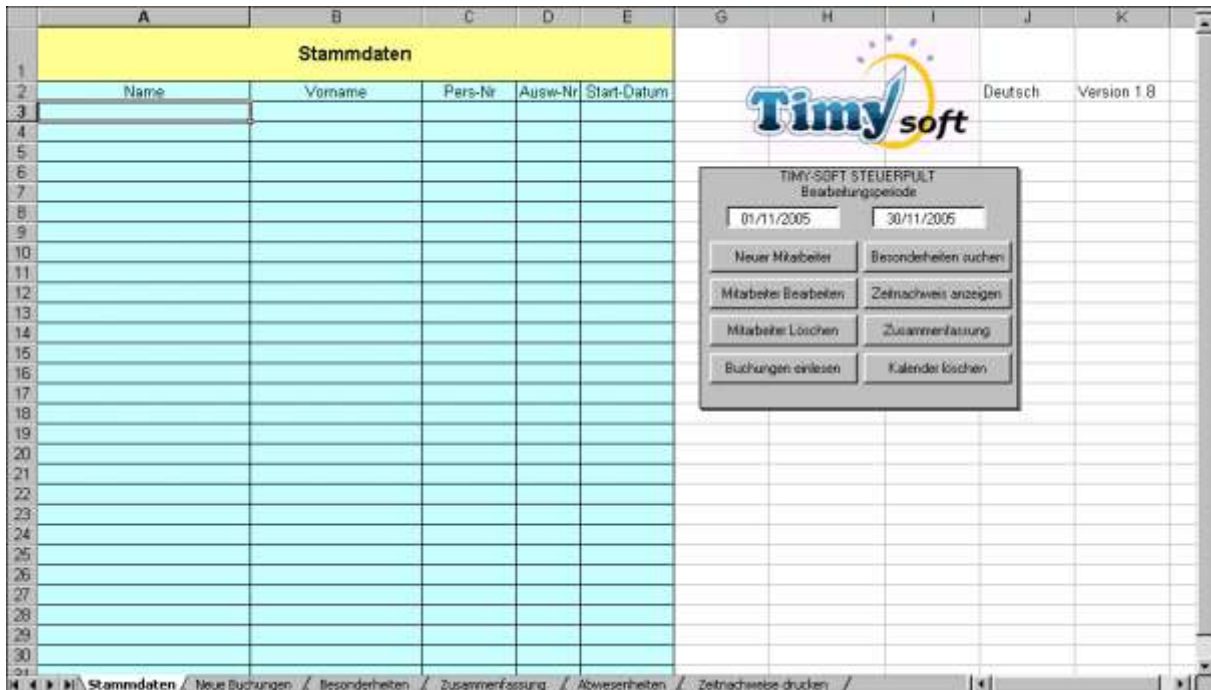 A B C D E G H I J K
1 Stammdaten
2 Name Vorname Pers-Nr Ausw-Nr Start-Datum
Timy soft
Deutsch Version 1.8
3
4
5
6
7
8
9
10
11
12
13
14
15
16
17
18
19
20
21
22
23
24
25
26
27
28
29
30
31
TIMY-SOFT STEUERPULT
Bearbeitungsperiode
01/11/2005 30/11/2005
Neuer Mitarbeiter Besonderheiten suchen
Mitarbeiter Bearbeiten Zeitnachweis anzeigen
Mitarbeiter Löschen Zusammenfassung
Buchungen einlesen Kalender löschen
Stammdaten / Neue Buchungen / Besonderheiten / Zusammenfassung / Abwesenheiten / Zeitnachweise drucken /